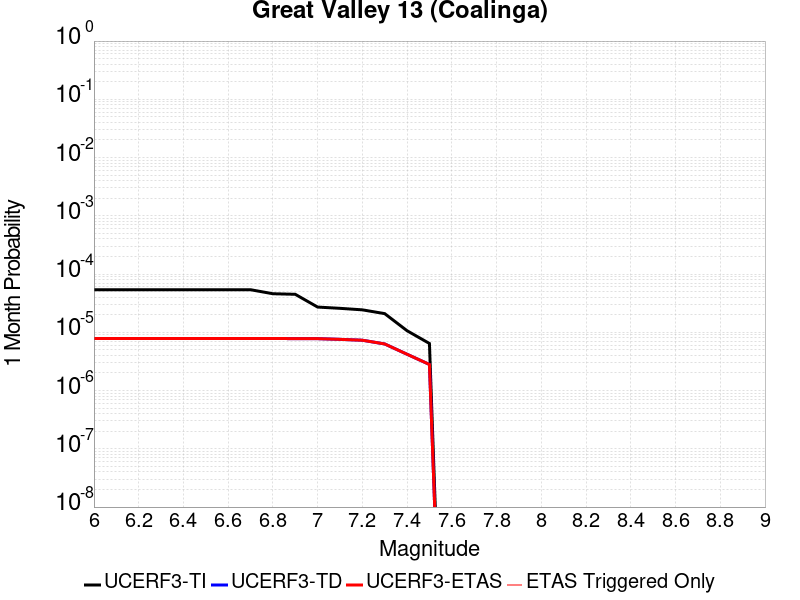 Great Valley 13 (Coalinga)
1 Month Probability
10^0
10^-1
10^-2
10^-3
10^-4
10^-5
10^-6
10^-7
10^-8
6 6.2 6.4 6.6 6.8 7 7.2 7.4 7.6 7.8 8 8.2 8.4 8.6 8.8 9
Magnitude
UCERF3-TI UCERF3-TD UCERF3-ETAS ETAS Triggered Only